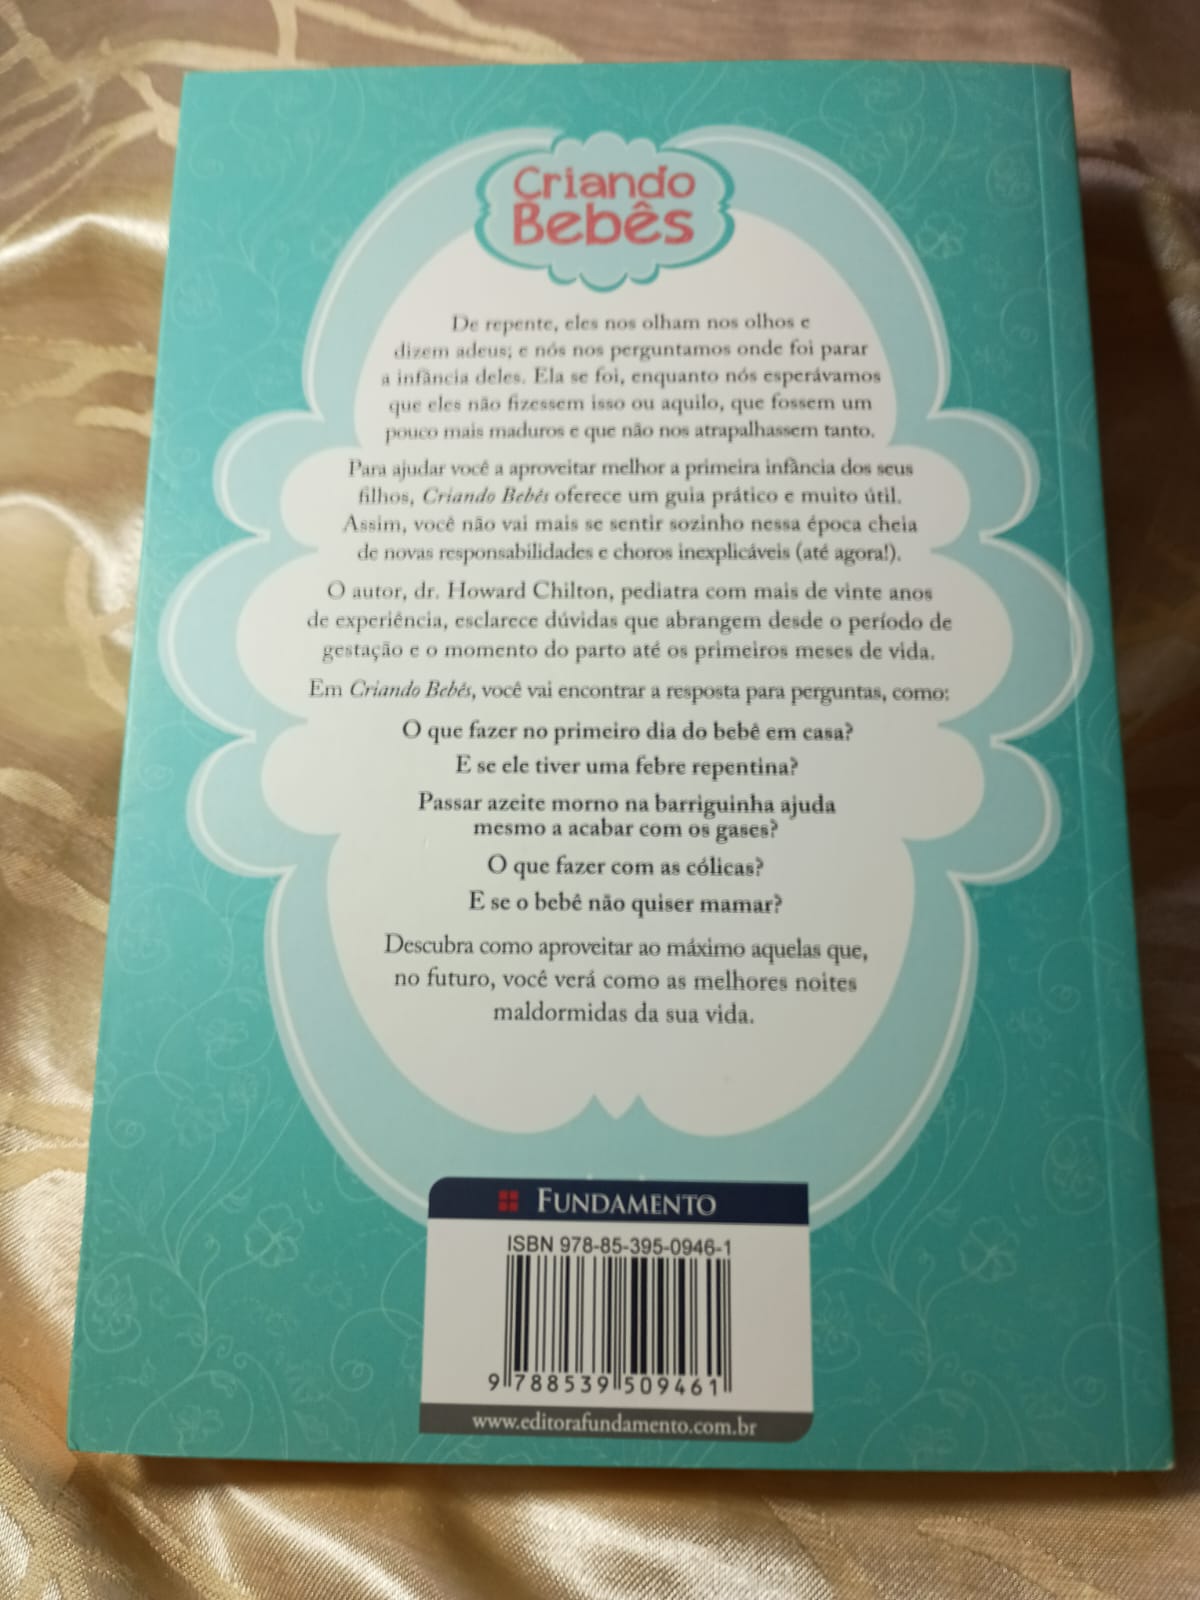 Criando
Bebês
De repente, eles nos olham nos olhos e
dizem adeus; e nós nos perguntamos onde foi parar
a infância deles. Ela se foi, enquanto nós esperávamos
que eles não fizessem isso ou aquilo, que fossem um
pouco mais maduros e que não nos atrapalhassem tanto.
Para ajudar você a aproveitar melhor a primeira infância dos seus
filhos, Criando Bebês oferece um guia prático e muito útil.
Assim, você não vai mais se sentir sozinho nessa época cheia
de novas responsabilidades e choros inexplicáveis (até agora!).
O autor, dr. Howard Chilton, pediatra com mais de vinte anos
de experiência, esclarece dúvidas que abrangem desde o período de
gestação e o momento do parto até os primeiros meses de vida.
Em Criando Bebês, você vai encontrar a resposta para perguntas, como:
O que fazer no primeiro dia do bebê em casa?
E se ele tiver uma febre repentina?
Passar azeite morno na barriguinha ajuda
mesmo a acabar com os gases?
O que fazer com as cólicas?
E se o bebê não quiser mamar?
Descubra como aproveitar ao máximo aquelas que,
no futuro, você verá como as melhores noites
maldormidas da sua vida.
FUNDAMENTO
ISBN 978-85-395-0946-1
9 788539 509461
www.editorafundamento.com.br